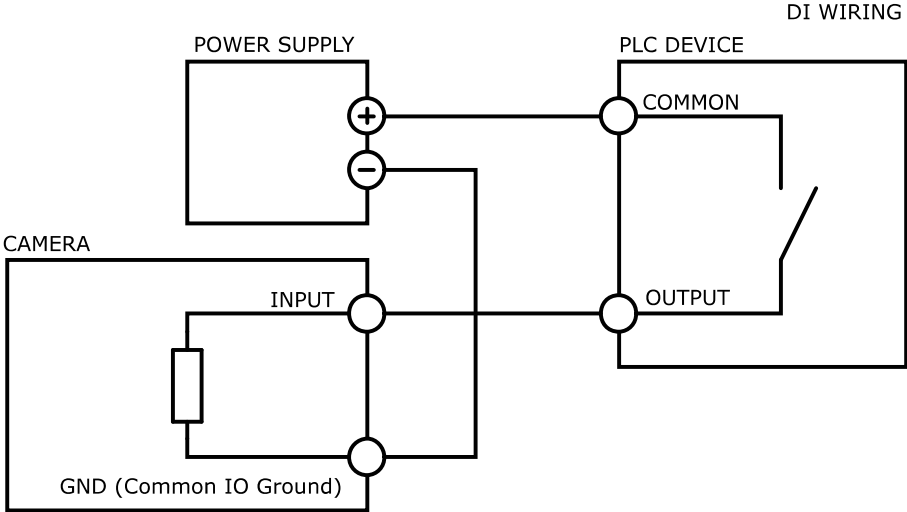 DI WIRING
POWER SUPPLY
PLC DEVICE
COMMON
+
−
CAMERA
INPUT
OUTPUT
GND (Common IO Ground)